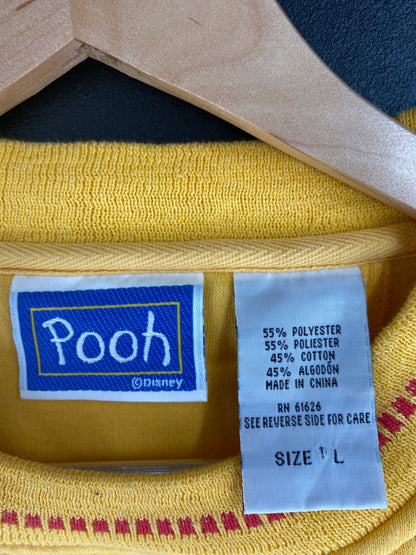 Pooh
©Disney
55% POLYESTER
55% POLIESTER
45% COTTON
45% ALGODÓN
MADE IN CHINA
RN 61626
SEE REVERSE SIDE FOR CARE
SIZE L